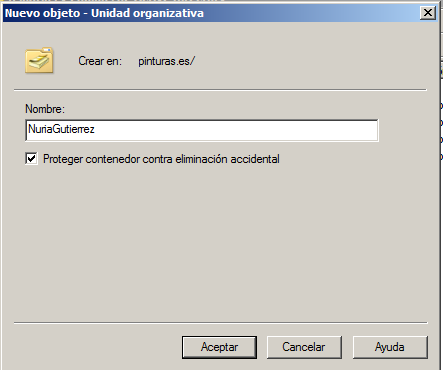 Nuevo objeto - Unidad organizativa
Crear en: pinturas.es/
Nombre:
NuriaGutierrez
Proteger contenedor contra eliminación accidental
Aceptar Cancelar Ayuda